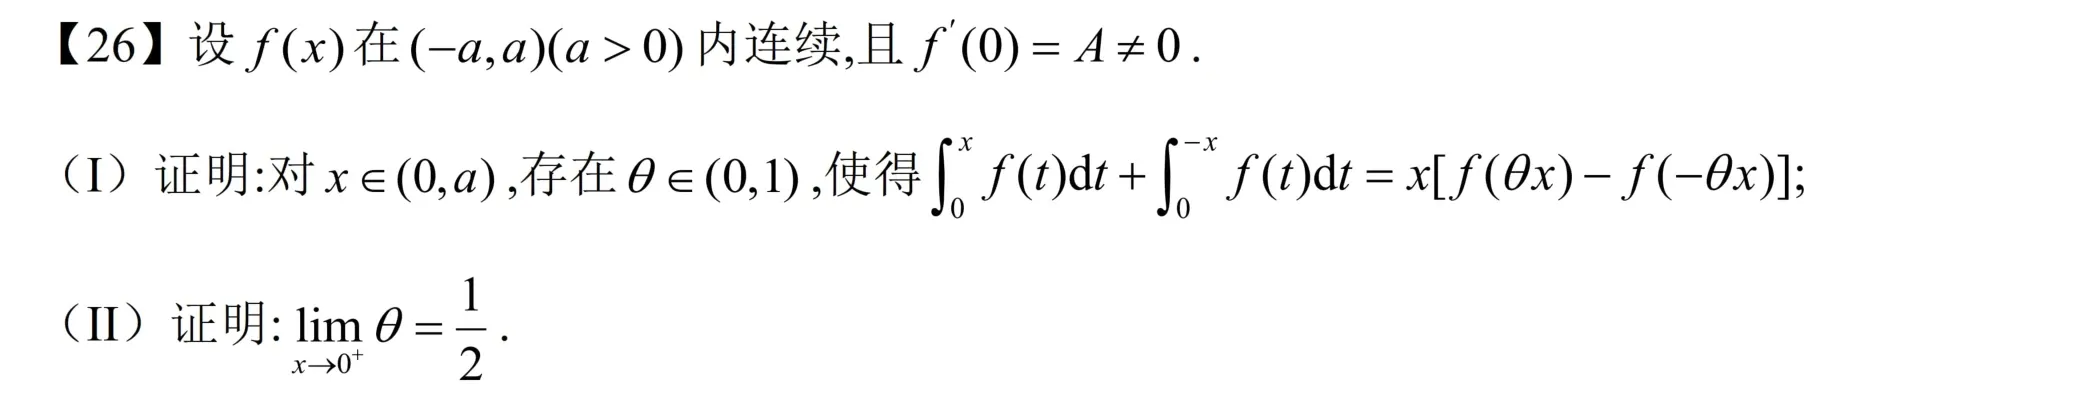 【26】设 f(x) 在 (−a,a)(a > 0) 内连续,且 f′(0) = A ≠ 0 .
（I）证明:对 x ∈ (0,a) ,存在 θ ∈ (0,1) ,使得 ∫₀ˣ f(t)dt + ∫₀⁻ˣ f(t)dt = x[f(θx) − f(−θx)];
（II）证明: lim_{x→0⁺} θ = 1/2 .